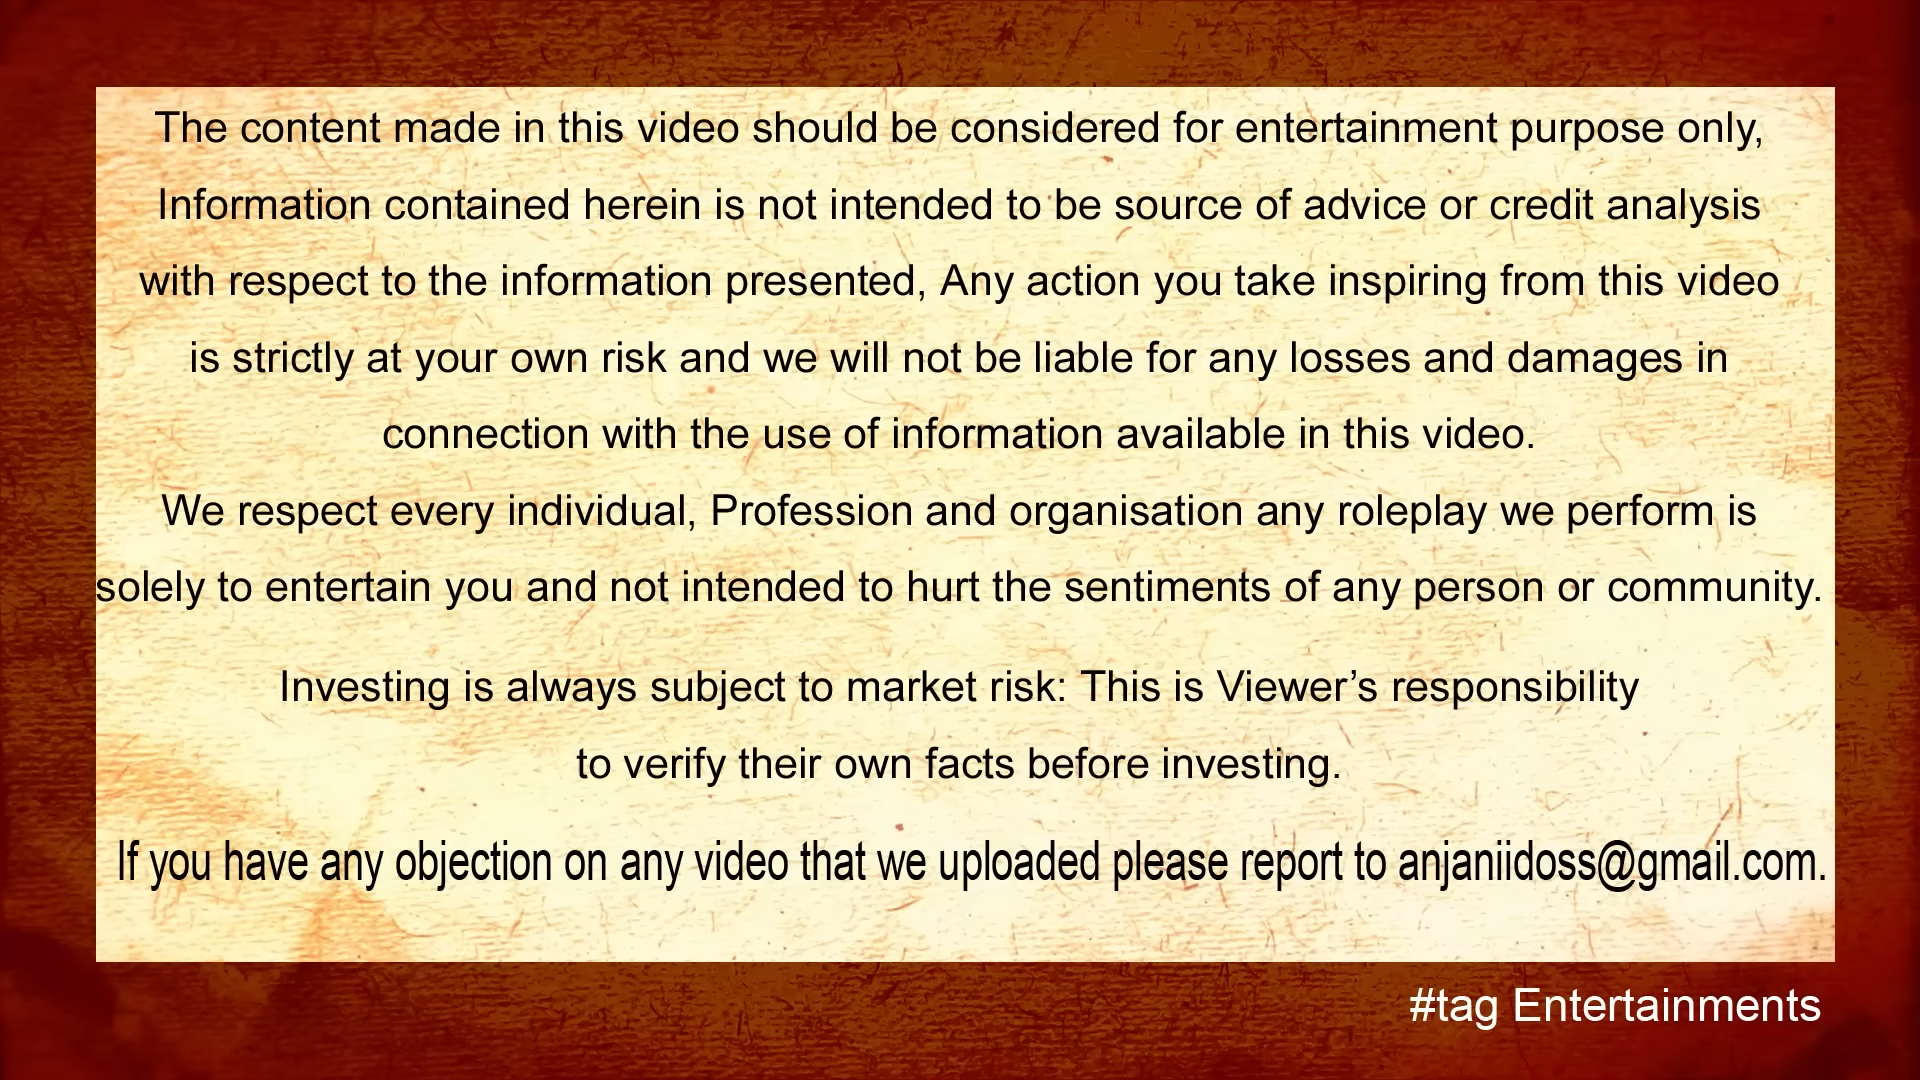 The content made in this video should be considered for entertainment purpose only,
Information contained herein is not intended to be source of advice or credit analysis
with respect to the information presented, Any action you take inspiring from this video
is strictly at your own risk and we will not be liable for any losses and damages in
connection with the use of information available in this video.
We respect every individual, Profession and organisation any roleplay we perform is
solely to entertain you and not intended to hurt the sentiments of any person or community.
Investing is always subject to market risk: This is Viewer’s responsibility
to verify their own facts before investing.
If you have any objection on any video that we uploaded please report to anjaniidoss@gmail.com.
#tag Entertainments